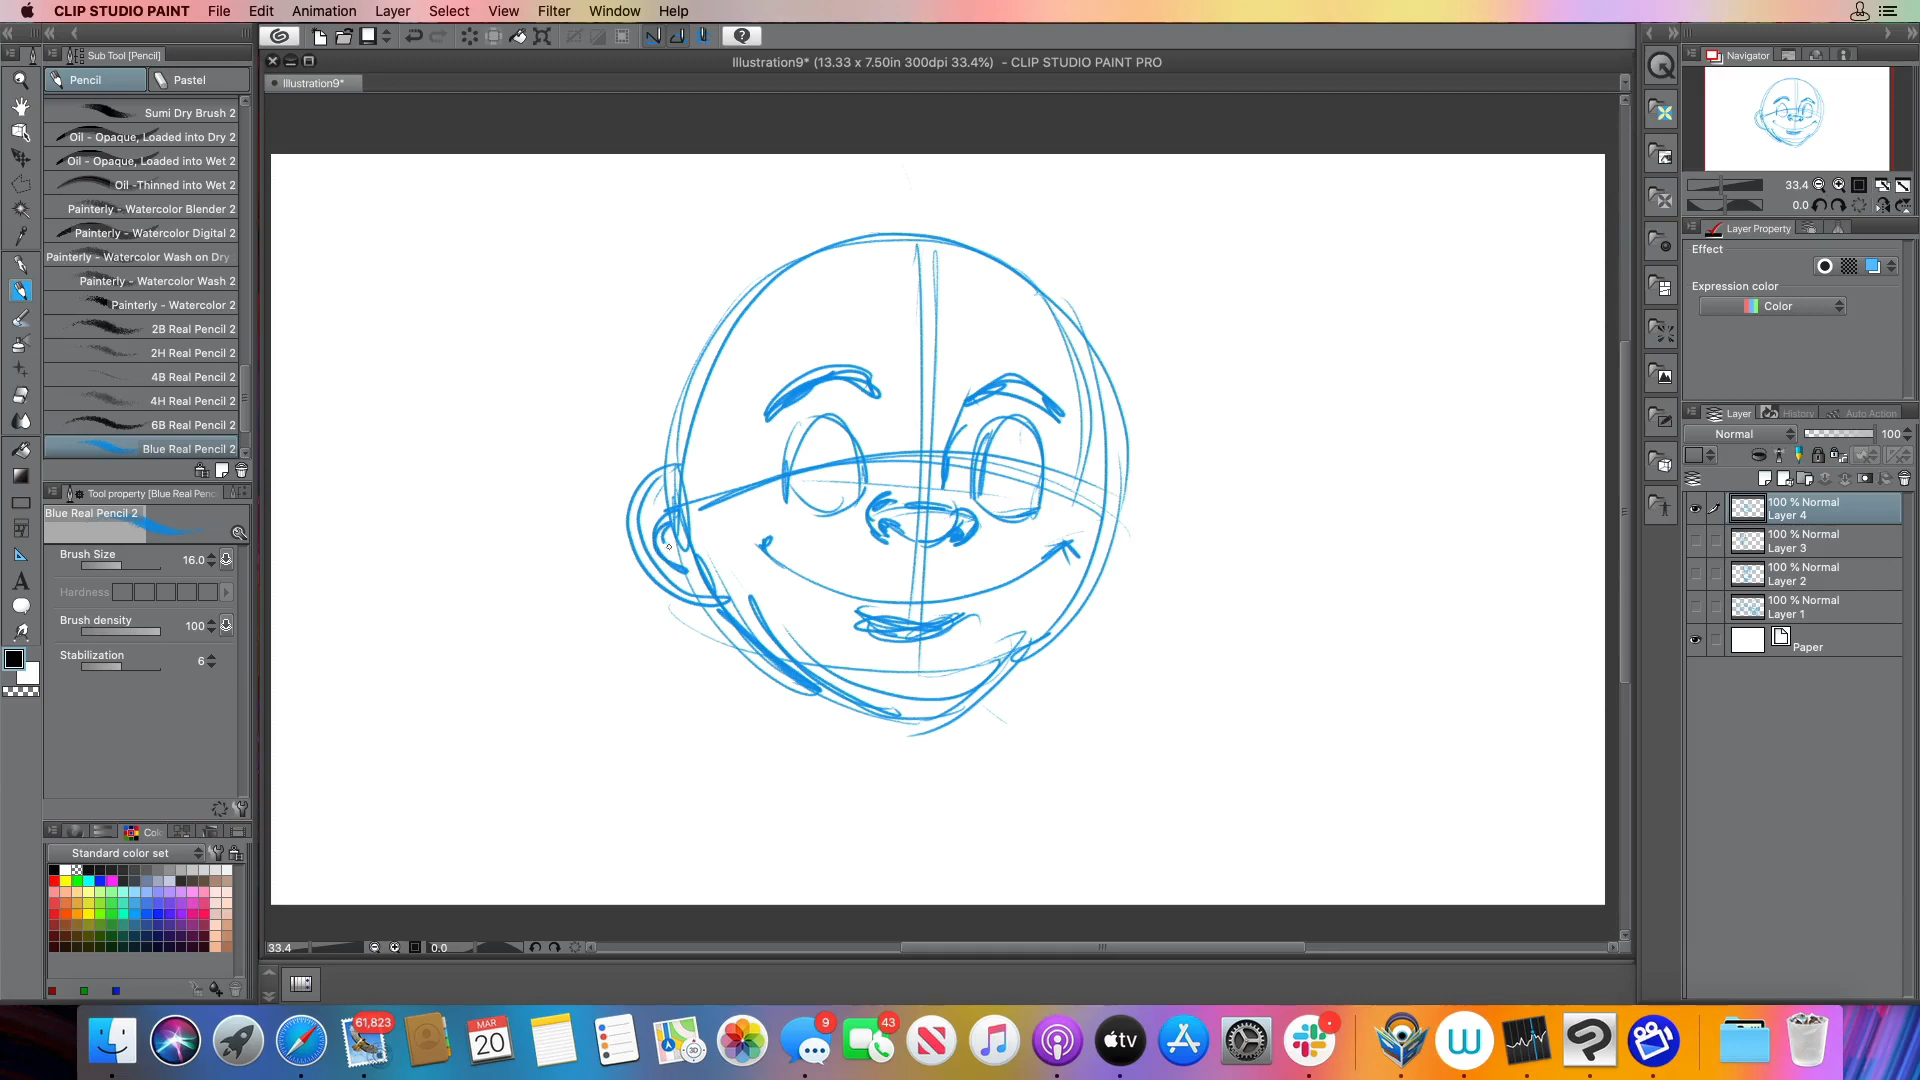 CLIP STUDIO PAINT File Edit Animation Layer Select View Filter Window Help
Sub Tool [Pencil]
Pencil Pastel
Sumi Dry Brush 2
Oil - Opaque, Loaded into Dry 2
Oil - Opaque, Loaded into Wet 2
Oil -Thinned into Wet 2
Painterly - Watercolor Blender 2
Painterly - Watercolor Digital 2
Painterly - Watercolor Wash on Dry
Painterly - Watercolor Wash 2
Painterly - Watercolor 2
2B Real Pencil 2
2H Real Pencil 2
4B Real Pencil 2
4H Real Pencil 2
6B Real Pencil 2
Blue Real Pencil 2
Tool property [Blue Real Penc
Blue Real Pencil 2
Brush Size 16.0
Hardness
Brush density 100
Stabilization 6
Standard color set
Illustration9* (13.33 x 7.50in 300dpi 33.4%) - CLIP STUDIO PAINT PRO
Illustration9*
33.4 0.0
Navigator
33.4
0.0
Layer Property
Effect
Expression color
Color
Layer History Auto Action
Normal 100
100 % Normal
Layer 4
100 % Normal
Layer 3
100 % Normal
Layer 2
100 % Normal
Layer 1
Paper
61,823
MAR
20
3D
9
43
tv
W